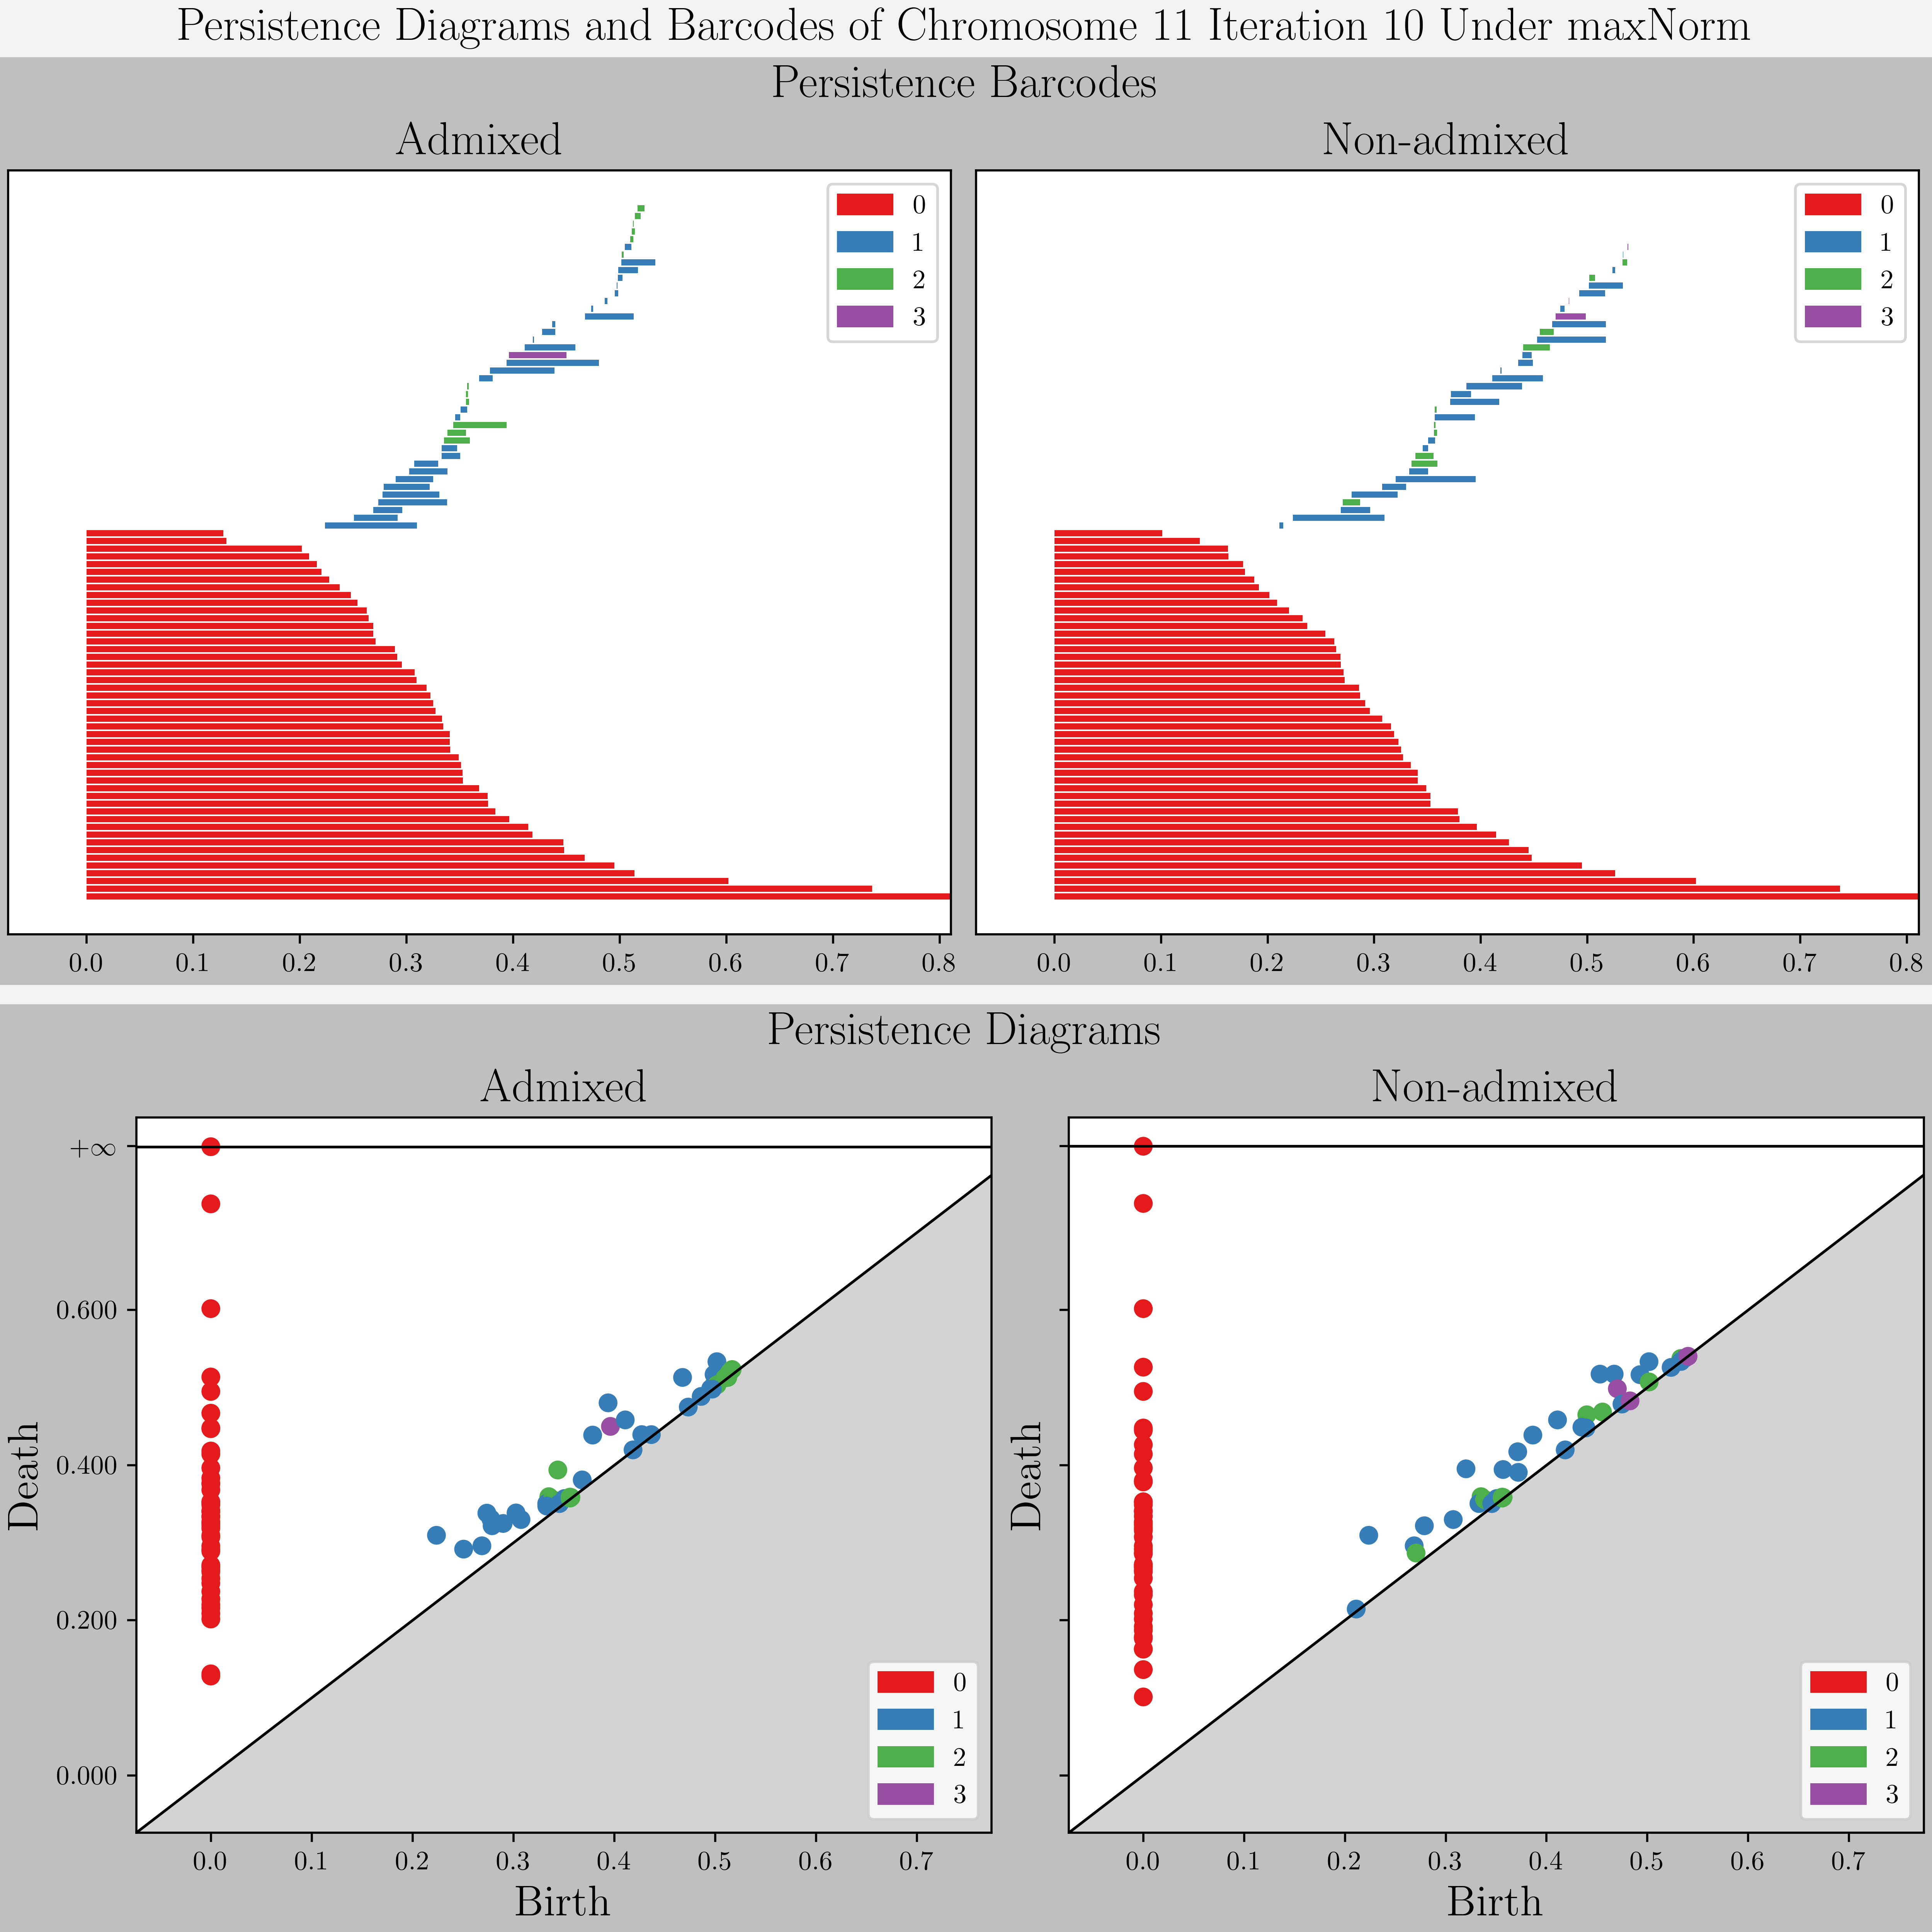 Persistence Diagrams and Barcodes of Chromosome 11 Iteration 10 Under maxNorm
Persistence Barcodes
Admixed
Non-admixed
0
1
2
3
0
1
2
3
0.0 0.1 0.2 0.3 0.4 0.5 0.6 0.7 0.8
0.0 0.1 0.2 0.3 0.4 0.5 0.6 0.7 0.8
Persistence Diagrams
Admixed
Non-admixed
+∞
0.600
0.400
0.200
0.000
Death
Death
0
1
2
3
0
1
2
3
0.0 0.1 0.2 0.3 0.4 0.5 0.6 0.7
0.0 0.1 0.2 0.3 0.4 0.5 0.6 0.7
Birth
Birth